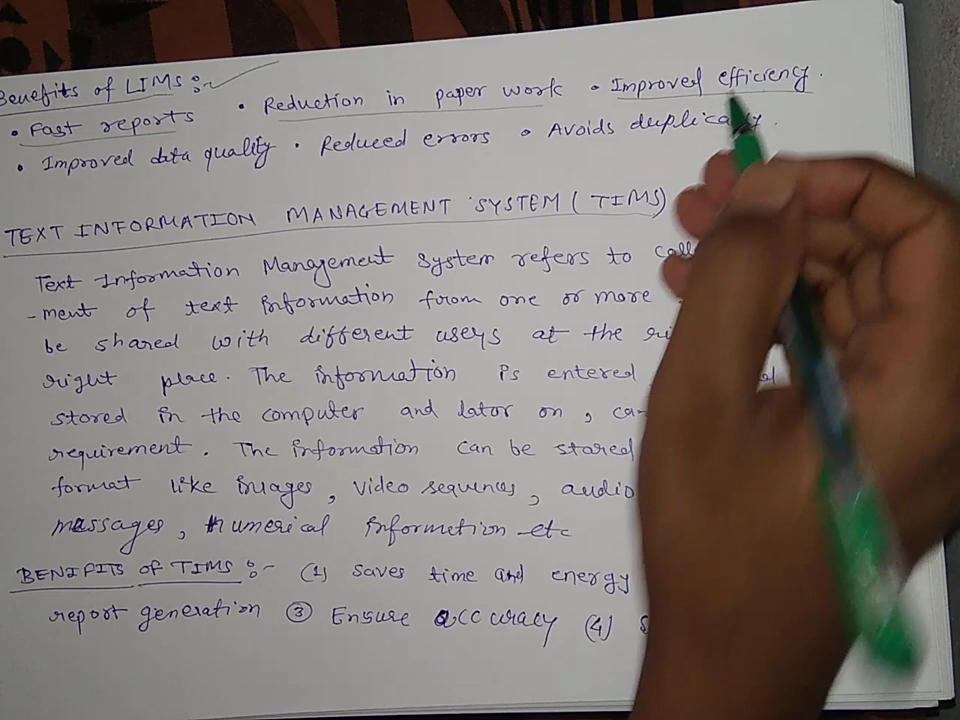 Benefits of LIMS :-
• Fast reports • Reduction in paper work • Improved efficiency.
• Improved data quality • Reduced errors • Avoids
TEXT INFORMATION MANAGEMENT SYSTEM (TIMS)
Text Information Management system refers to
-ment of text information from one or more
be shared with different users at the
right place. The information is entered
stored in the computer and lator on,
requirement. The information can be stored
format like images, video sequences, audio
messages, numerical informetion etc
BENIFITS of TIMS :- (1) saves time and energy
report generation ③ Ensure accuracy (4)